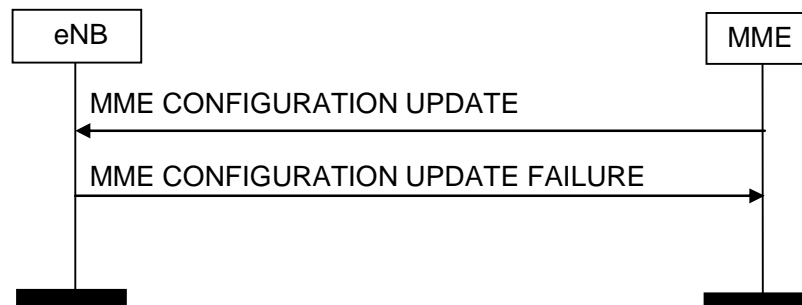 eNB
MME
MME CONFIGURATION UPDATE
MME CONFIGURATION UPDATE FAILURE